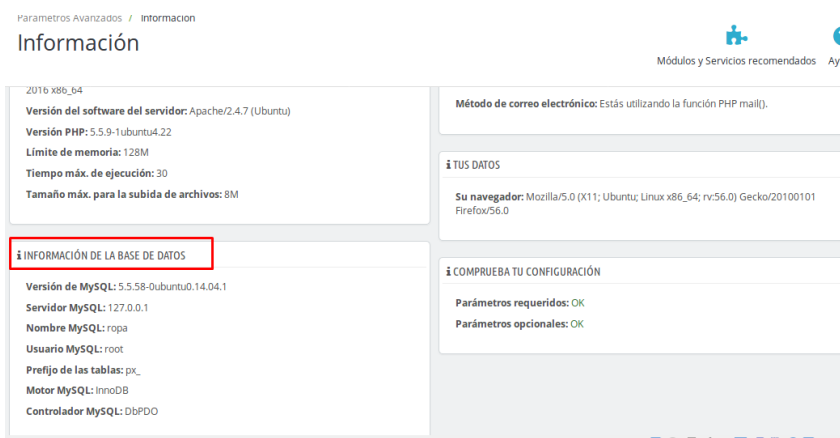 Parámetros Avanzados / Información
Información
Módulos y Servicios recomendados
2016 x86_64
Versión del software del servidor: Apache/2.4.7 (Ubuntu)
Versión PHP: 5.5.9-1ubuntu4.22
Límite de memoria: 128M
Tiempo máx. de ejecución: 30
Tamaño máx. para la subida de archivos: 8M
INFORMACIÓN DE LA BASE DE DATOS
Versión de MySQL: 5.5.58-0ubuntu0.14.04.1
Servidor MySQL: 127.0.0.1
Nombre MySQL: ropa
Usuario MySQL: root
Prefijo de las tablas: px_
Motor MySQL: InnoDB
Controlador MySQL: DbPDO
Método de correo electrónico: Estás utilizando la función PHP mail().
TUS DATOS
Su navegador: Mozilla/5.0 (X11; Ubuntu; Linux x86_64; rv:56.0) Gecko/20100101
Firefox/56.0
COMPRUEBA TU CONFIGURACIÓN
Parámetros requeridos: OK
Parámetros opcionales: OK